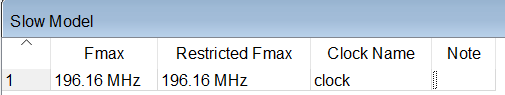 Slow Model
Fmax Restricted Fmax Clock Name Note
1 196.16 MHz 196.16 MHz clock